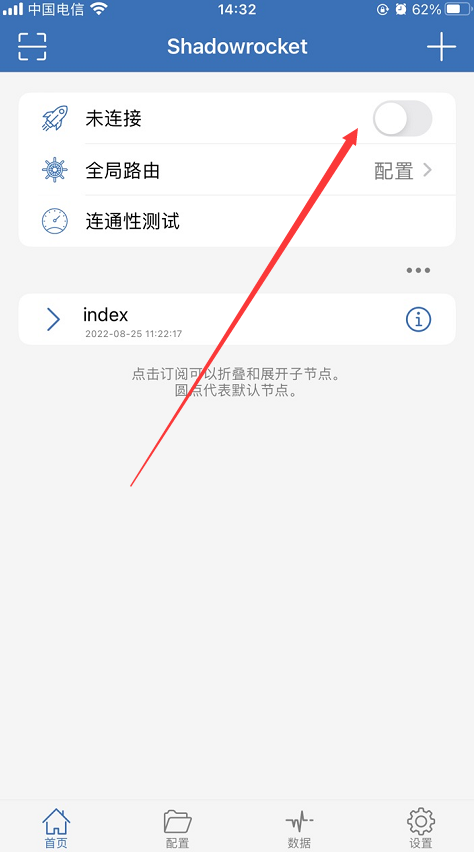 中国电信 14:32 62%
Shadowrocket
未连接
全局路由 配置
连通性测试
index
2022-08-25 11:22:17
点击订阅可以折叠和展开子节点。
圆点代表默认节点。
首页 配置 数据 设置